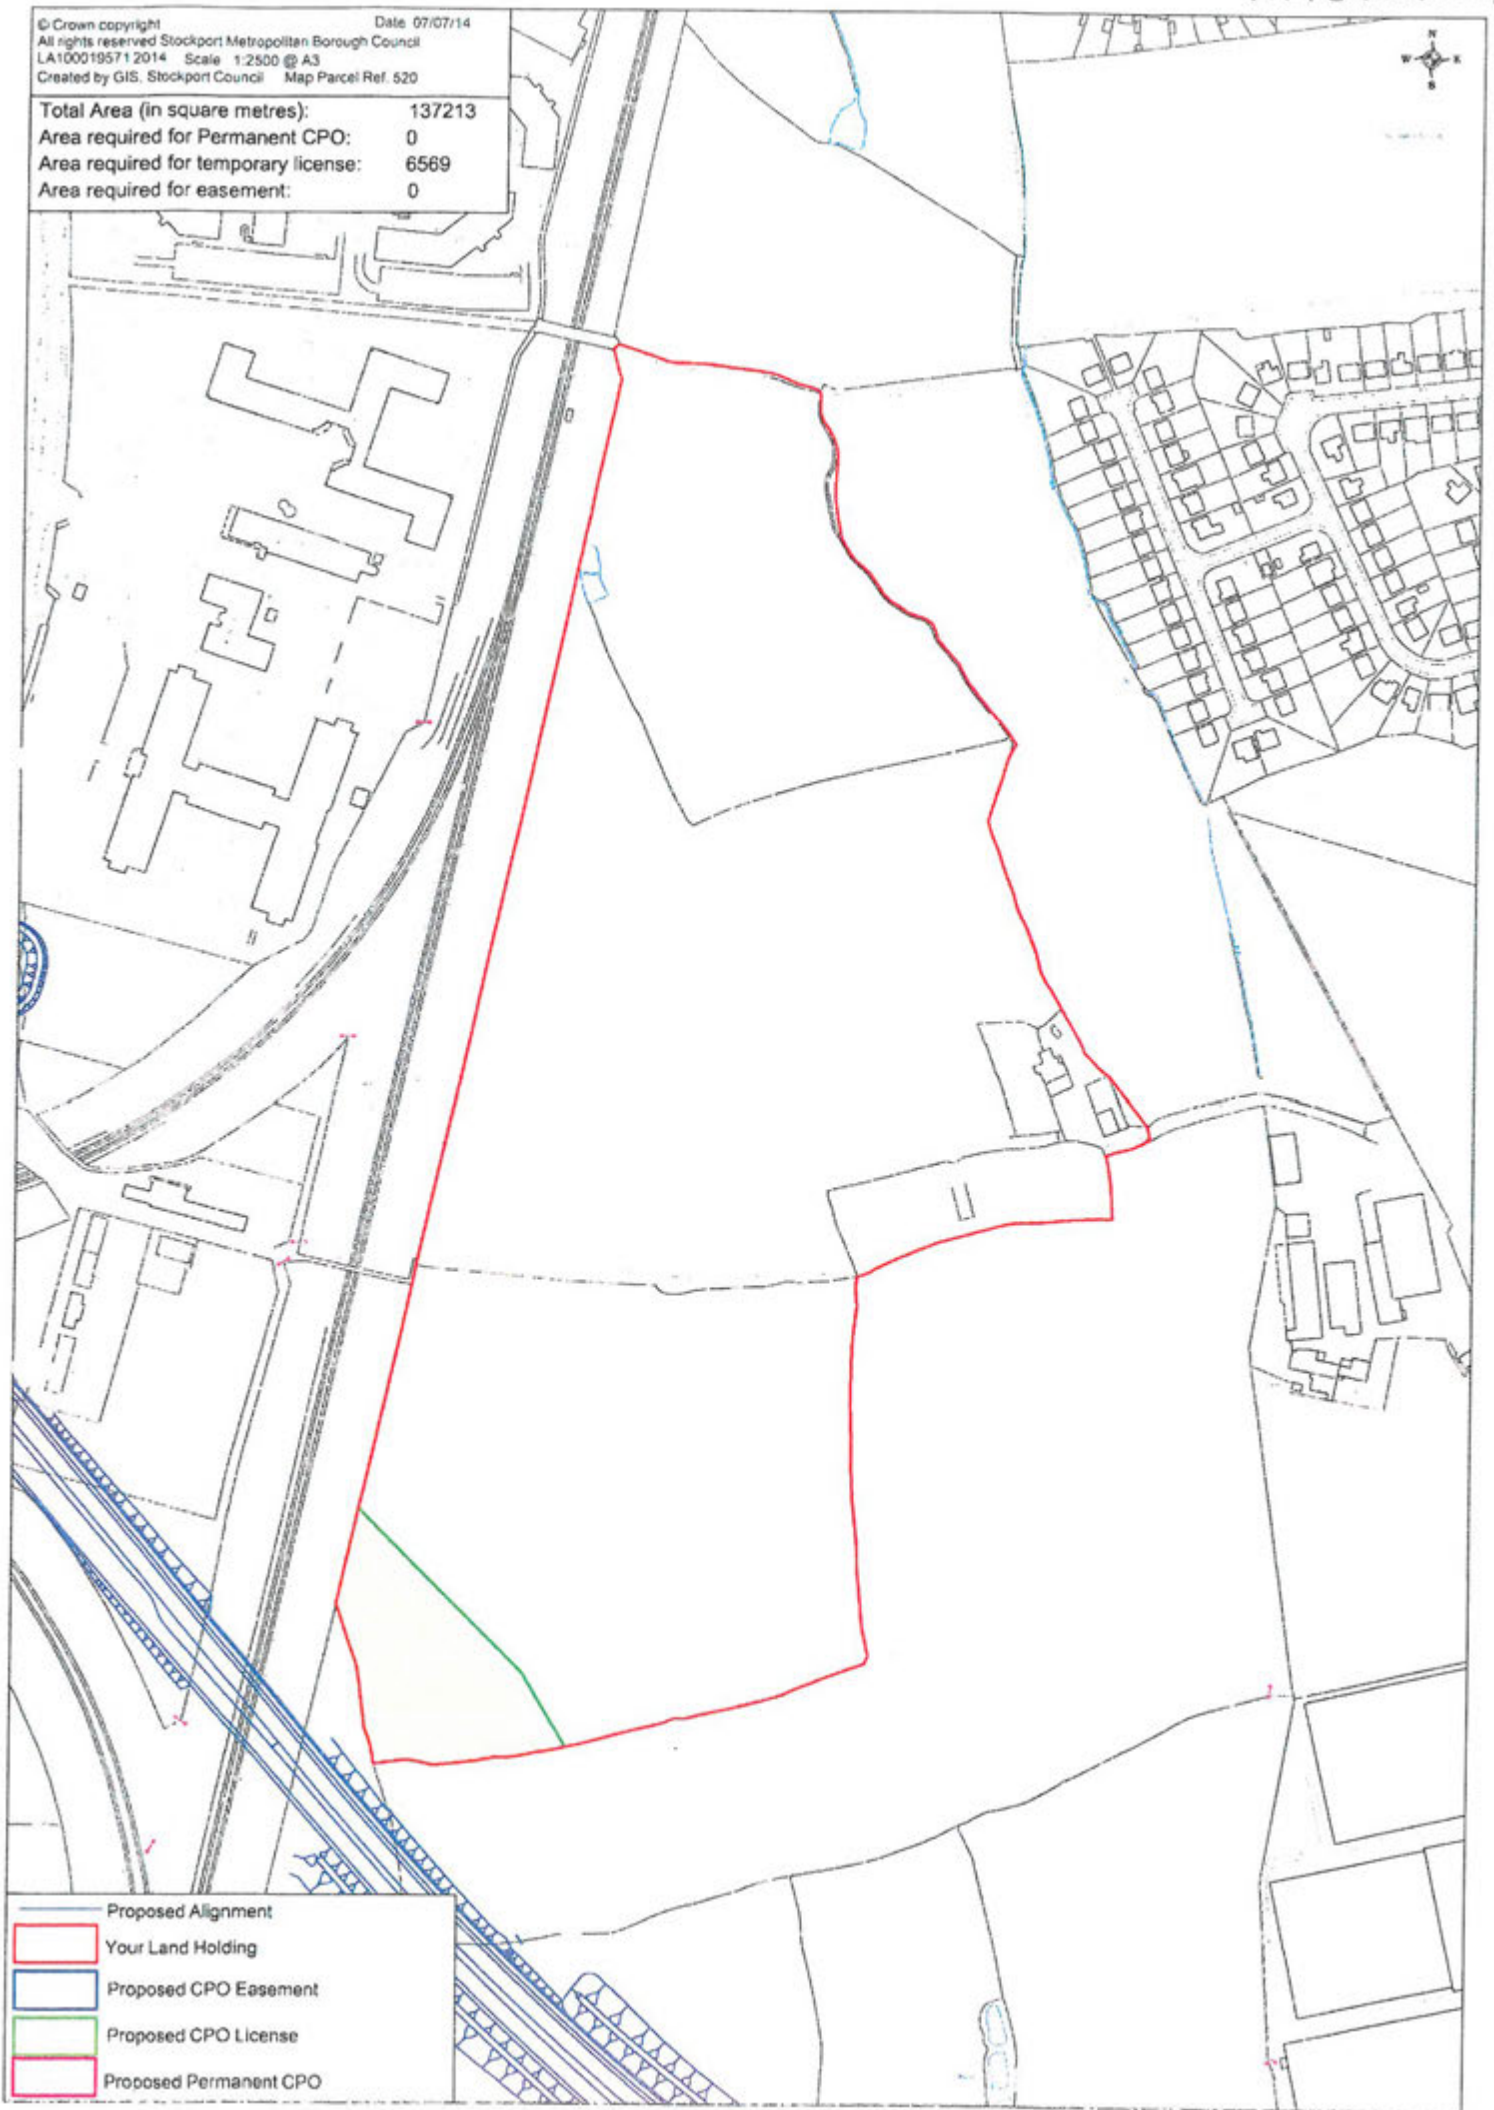 © Crown copyright Date 07/07/14
All rights reserved Stockport Metropolitan Borough Council
LA100019571 2014 Scale 1:2500 @ A3
Created by GIS, Stockport Council Map Parcel Ref. 520
Total Area (in square metres): 137213
Area required for Permanent CPO: 0
Area required for temporary license: 6569
Area required for easement: 0
N
W E
S
Proposed Alignment
Your Land Holding
Proposed CPO Easement
Proposed CPO License
Proposed Permanent CPO